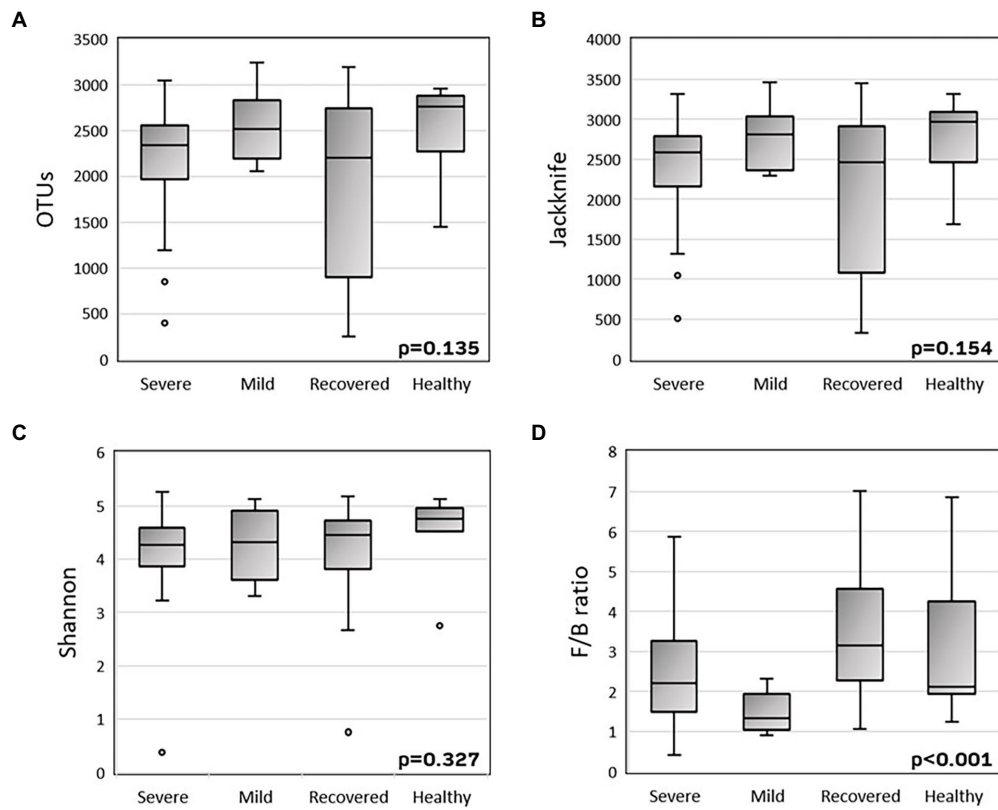 A
OTUs
3500
3000
2500
2000
1500
1000
500
0
p=0.135
Severe Mild Recovered Healthy
B
Jackknife
4000
3500
3000
2500
2000
1500
1000
500
0
p=0.154
Severe Mild Recovered Healthy
C
Shannon
6
5
4
3
2
1
0
p=0.327
Severe Mild Recovered Healthy
D
F/B ratio
8
7
6
5
4
3
2
1
0
p<0.001
Severe Mild Recovered Healthy